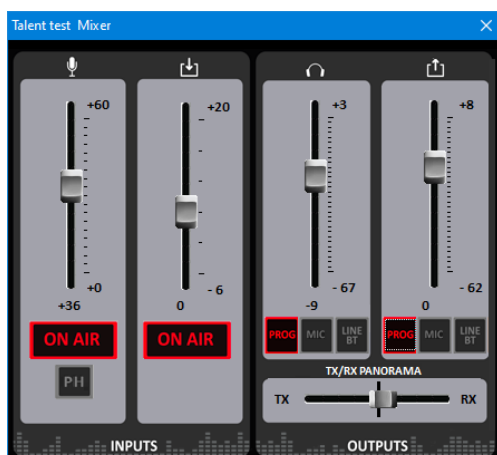 Talent test Mixer
+60
+0
+36
ON AIR
PH
+20
- 6
0
ON AIR
INPUTS
+3
- 67
-9
PROG
MIC
LINE
BT
+8
- 62
0
PROG
MIC
LINE
BT
TX/RX PANORAMA
TX RX
OUTPUTS